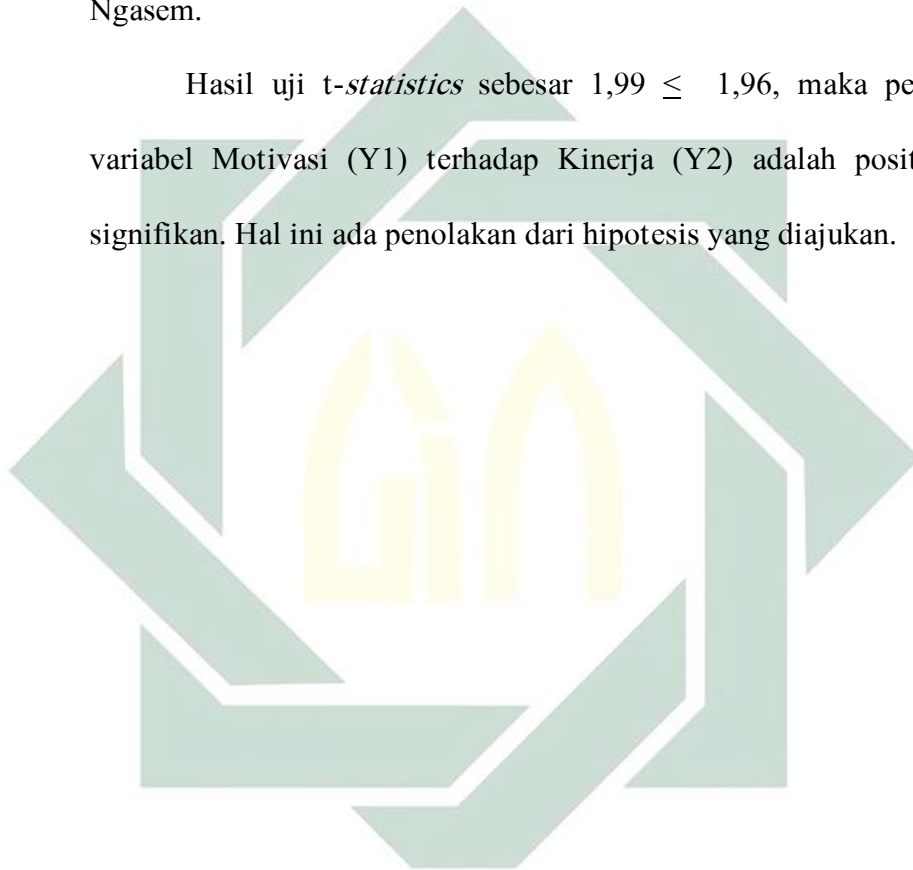 Ngasem.
Hasil uji t-statistics sebesar 1,99 ≤ 1,96, maka pe
variabel Motivasi (Y1) terhadap Kinerja (Y2) adalah posit
signifikan. Hal ini ada penolakan dari hipotesis yang diajukan.